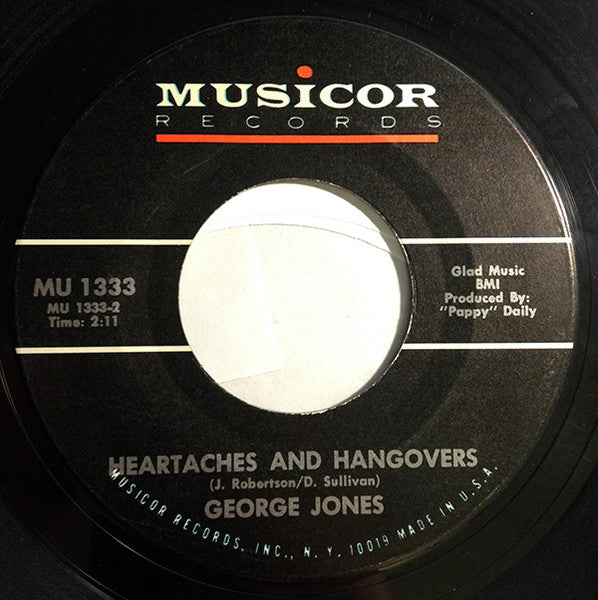 MUSICOR
RECORDS
MU 1333
MU 1333-2
Time: 2:11
Glad Music
BMI
Produced By:
"Pappy" Daily
HEARTACHES AND HANGOVERS
(J. Robertson/D. Sullivan)
GEORGE JONES
MUSICOR RECORDS, INC., N. Y. 10019 MADE IN U.S.A.